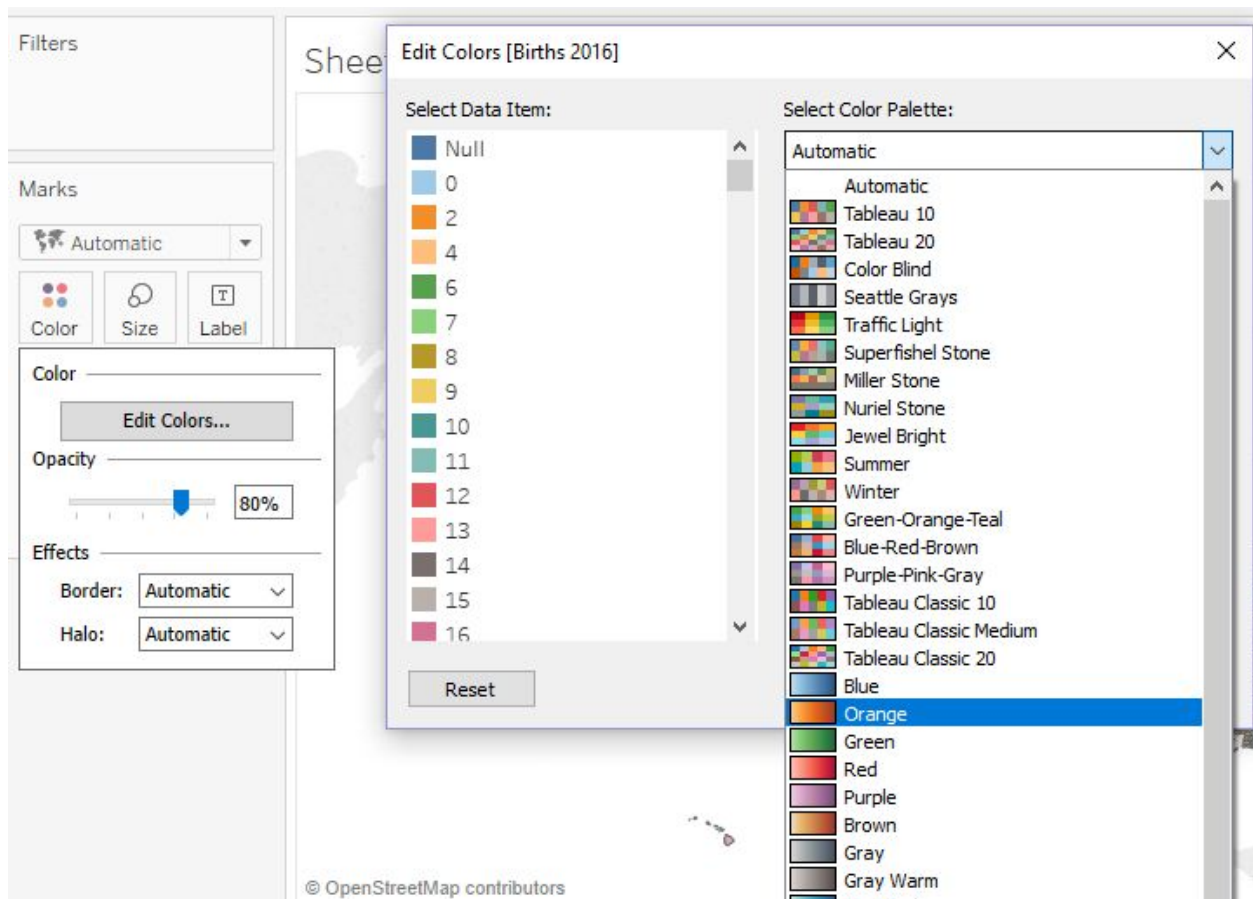 Filters
Marks
Automatic
Color
Size
T
Label
Color
Edit Colors...
Opacity
80%
Effects
Border:
Automatic
Halo:
Automatic
Shee
© OpenStreetMap contributors
Edit Colors [Births 2016]
Select Data Item:
Null
0
2
4
6
7
8
9
10
11
12
13
14
15
16
Reset
Select Color Palette:
Automatic
Automatic
Tableau 10
Tableau 20
Color Blind
Seattle Grays
Traffic Light
Superfishel Stone
Miller Stone
Nuriel Stone
Jewel Bright
Summer
Winter
Green-Orange-Teal
Blue-Red-Brown
Purple-Pink-Gray
Tableau Classic 10
Tableau Classic Medium
Tableau Classic 20
Blue
Orange
Green
Red
Purple
Brown
Gray
Gray Warm